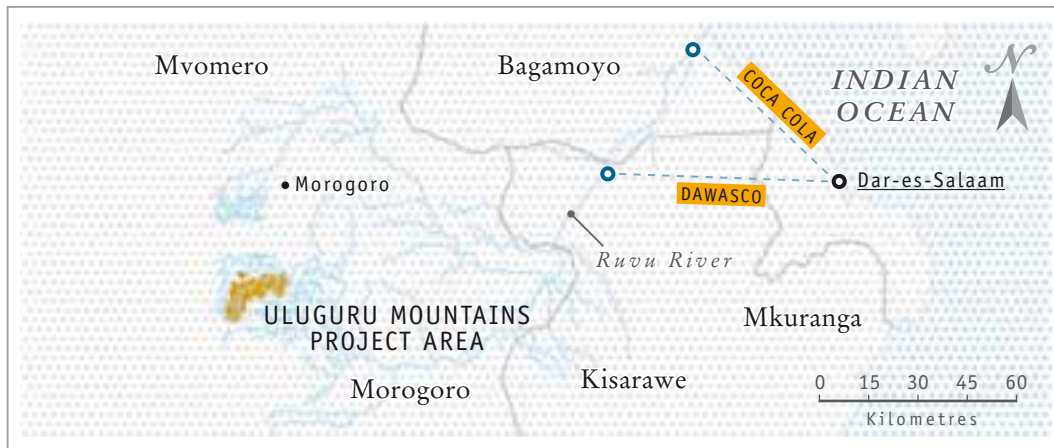 Mvomero
Bagamoyo
COCA COLA
INDIAN
OCEAN
N
Morogoro
DAWASCO
Dar-es-Salaam
Ruvu River
ULUGURU MOUNTAINS
PROJECT AREA
Mkuranga
Morogoro
Kisarawe
0 15 30 45 60
Kilometres